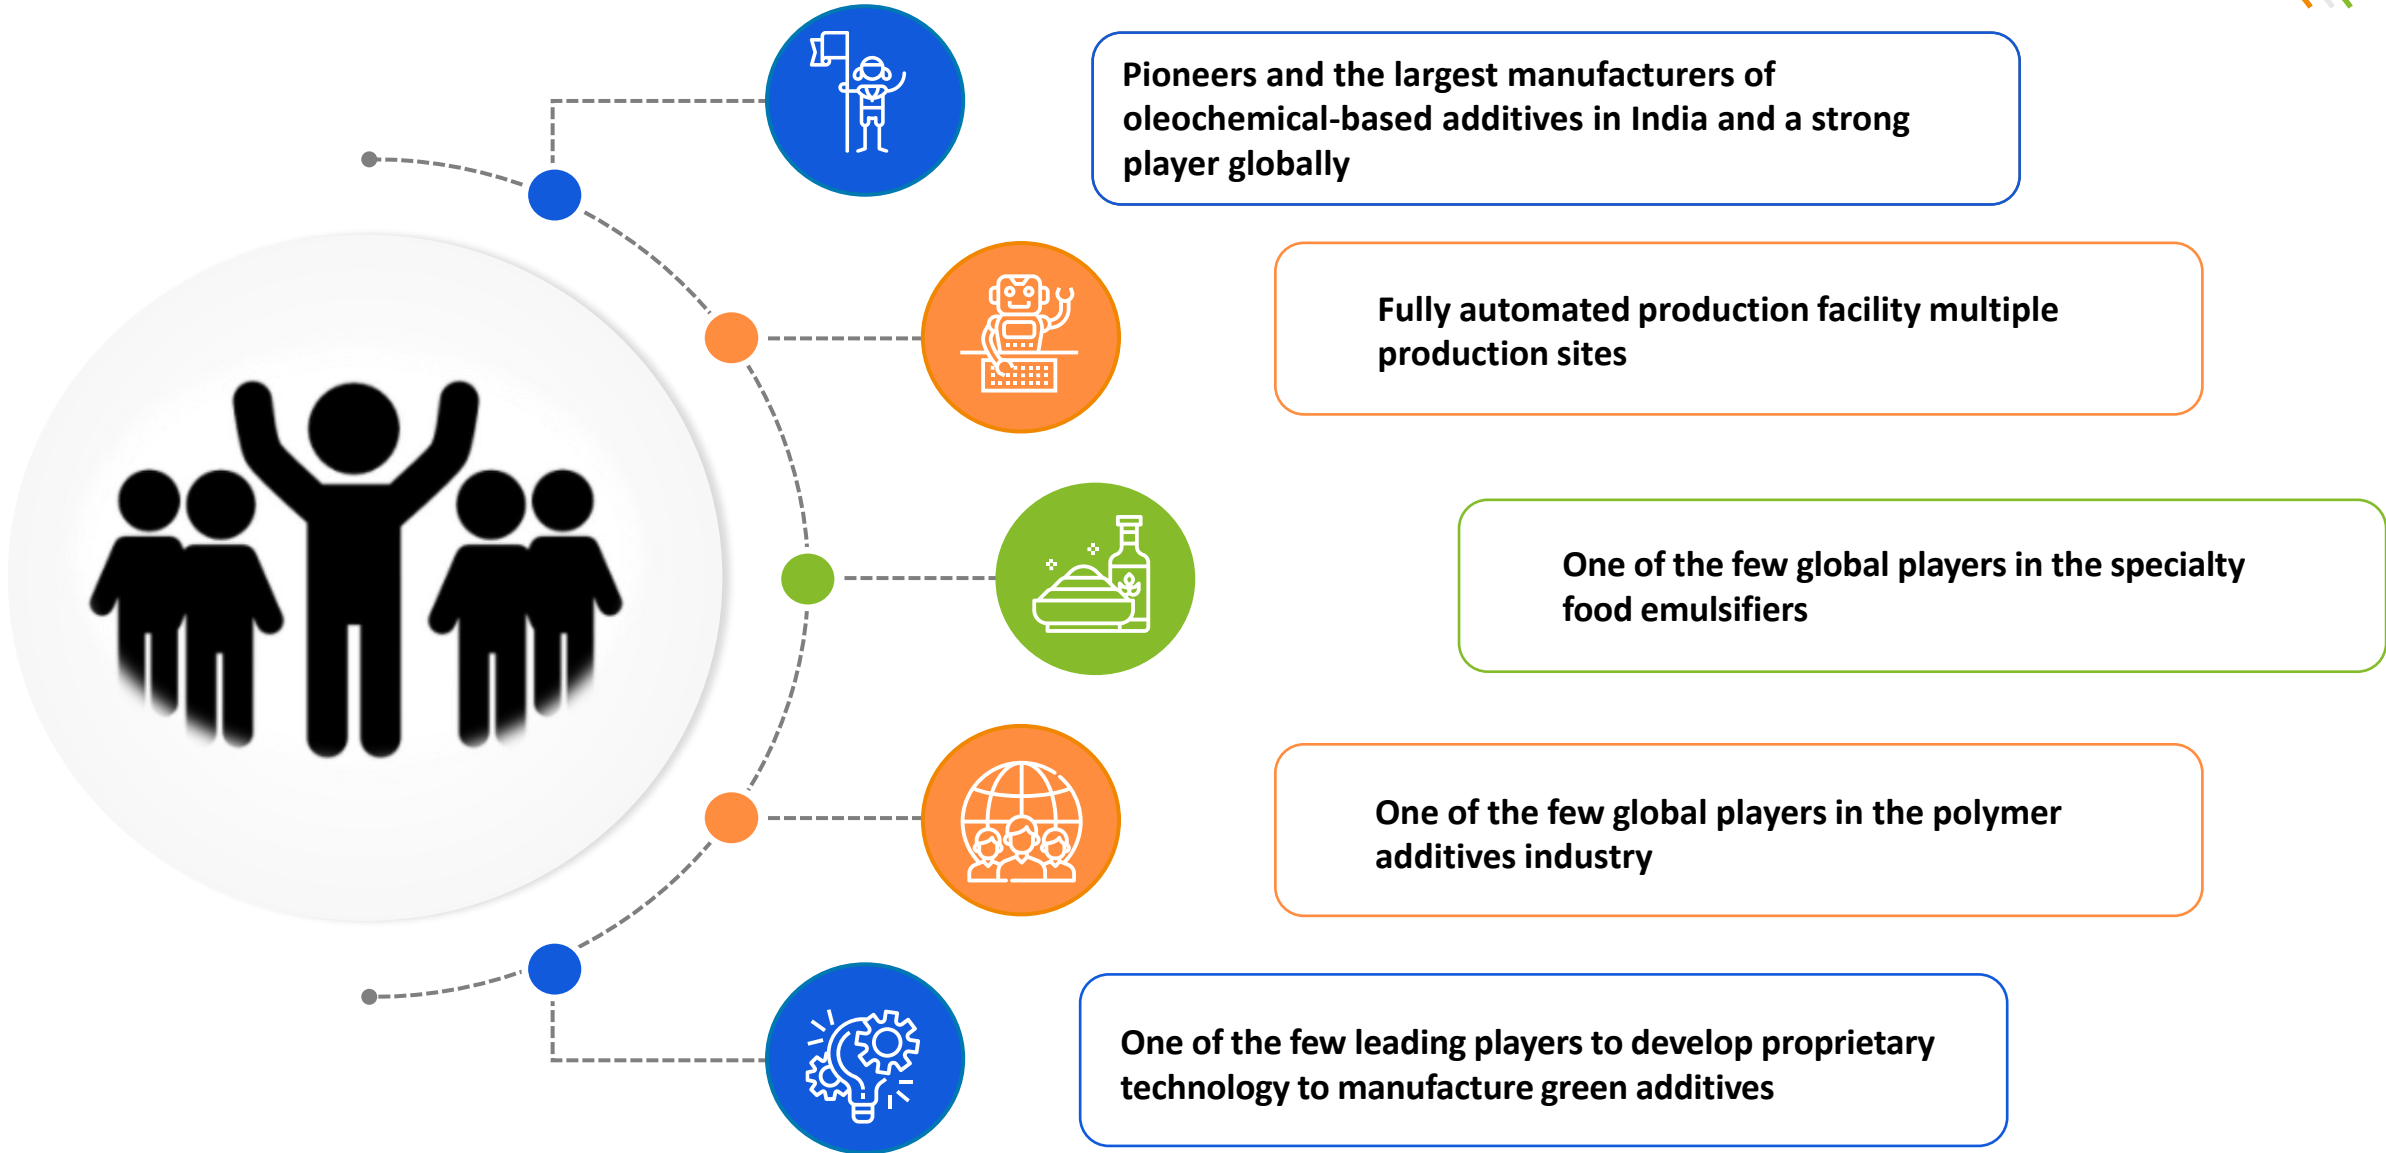 Pioneers and the largest manufacturers of
oleochemical-based additives in India and a strong
player globally
Fully automated production facility multiple
production sites
One of the few global players in the specialty
food emulsifiers
One of the few global players in the polymer
additives industry
One of the few leading players to develop proprietary
technology to manufacture green additives